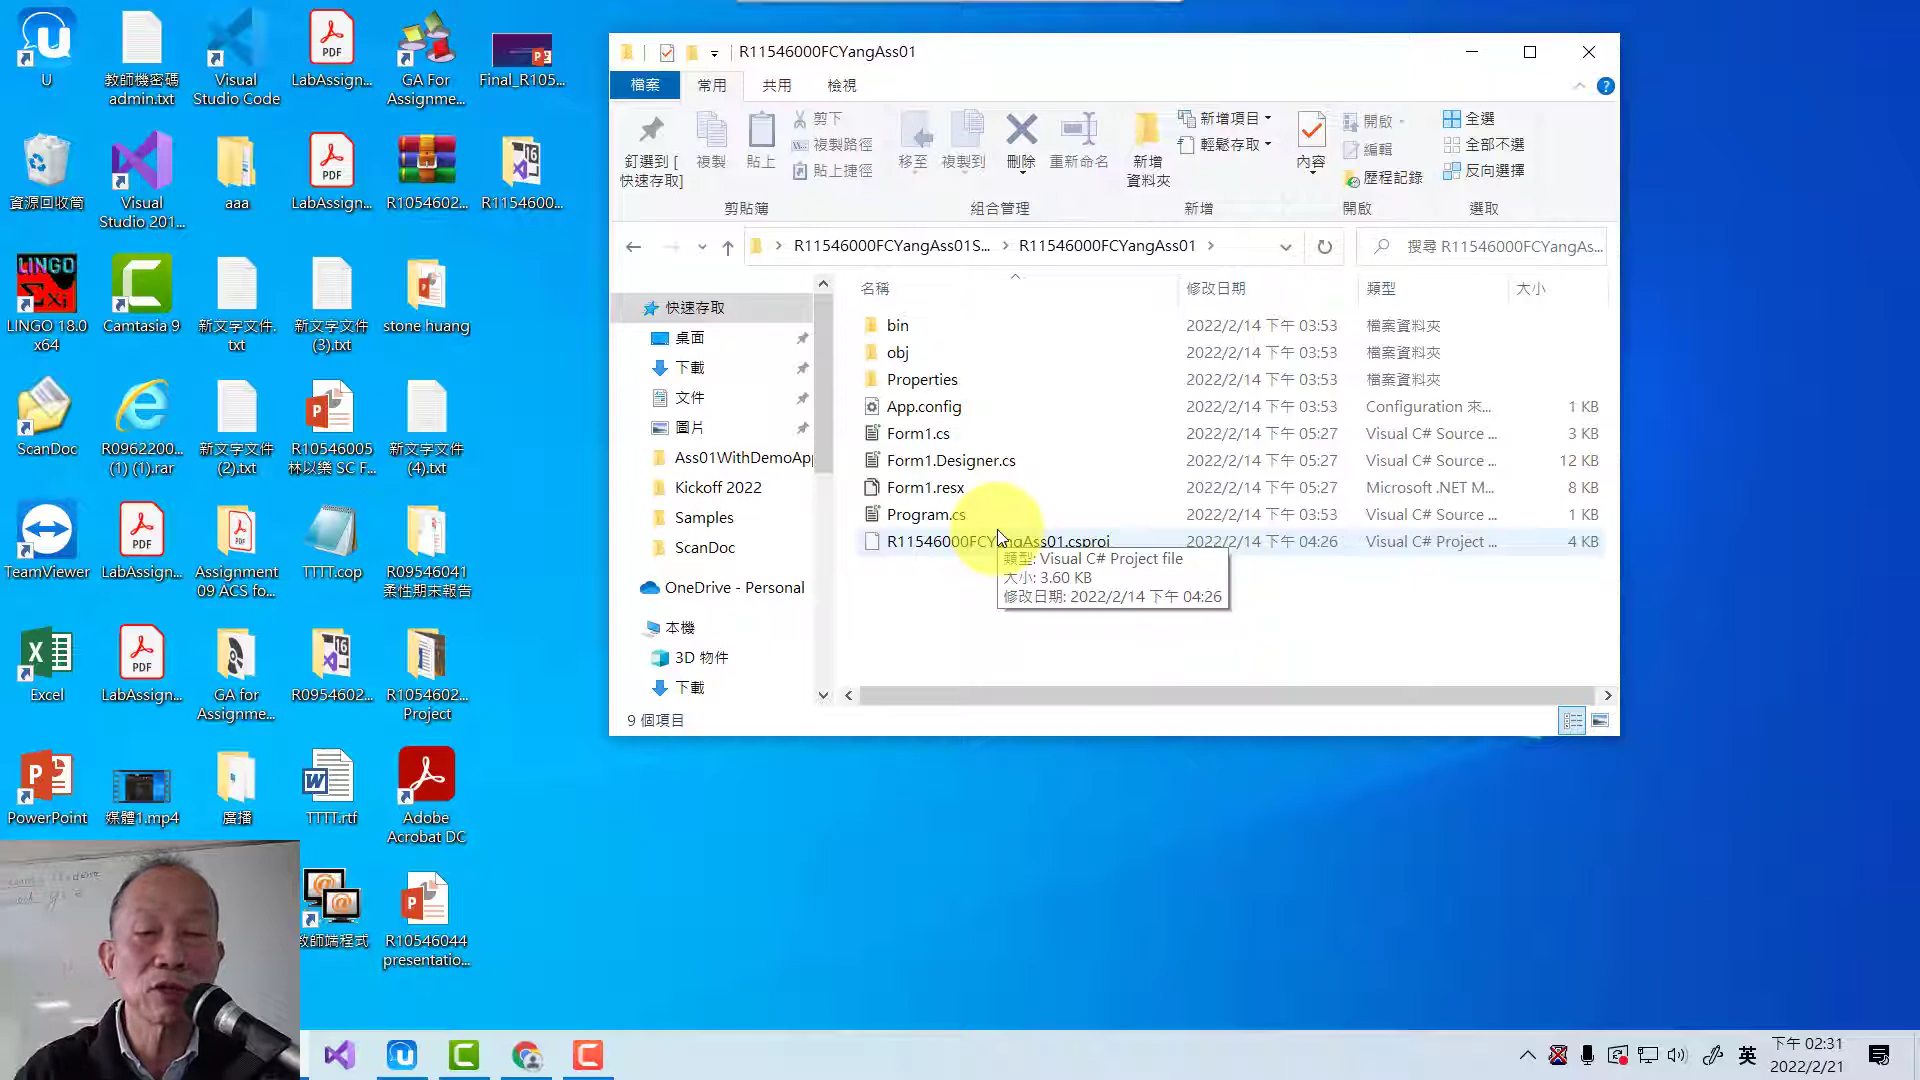 U
教師機密碼
admin.txt
Visual
Studio Code
LabAssign...
GA For
Assignme...
Final_R105...
資源回收筒
Visual
Studio 201...
aaa
LabAssign...
R1054602...
R1154600...
LINGO 18.0
x64
Camtasia 9
新文字文件.
txt
新文字文件
(3).txt
stone huang
ScanDoc
R0962200...
(1) (1).rar
新文字文件
(2).txt
R10546005
林以樂 SC F...
新文字文件
(4).txt
TeamViewer
LabAssign...
Assignment
09 ACS fo...
TTTT.cop
R09546041
柔性期末報告
Excel
LabAssign...
GA for
Assignme...
R0954602...
R1054602...
Project
PowerPoint
媒體1.mp4
廣播
TTTT.rtf
Adobe
Acrobat DC
教師端程式
R10546044
presentatio...
R11546000FCYangAss01
檔案
常用
共用
檢視
釘選到 [
快速存取]
複製
貼上
剪下
複製路徑
貼上捷徑
移至
複製到
刪除
重新命名
新增
資料夾
新增項目
輕鬆存取
內容
開啟
編輯
歷程記錄
全選
全部不選
反向選擇
剪貼簿
組合管理
新增
開啟
選取
R11546000FCYangAss01S...
R11546000FCYangAss01
搜尋 R11546000FCYangAs...
快速存取
桌面
下載
文件
圖片
Ass01WithDemoApp
Kickoff 2022
Samples
ScanDoc
OneDrive - Personal
本機
3D 物件
下載
名稱 修改日期 類型 大小
bin 2022/2/14 下午 03:53 檔案資料夾
obj 2022/2/14 下午 03:53 檔案資料夾
Properties 2022/2/14 下午 03:53 檔案資料夾
App.config 2022/2/14 下午 03:53 Configuration 來... 1 KB
Form1.cs 2022/2/14 下午 05:27 Visual C# Source ... 3 KB
Form1.Designer.cs 2022/2/14 下午 05:27 Visual C# Source ... 12 KB
Form1.resx 2022/2/14 下午 05:27 Microsoft .NET M... 8 KB
Program.cs 2022/2/14 下午 03:53 Visual C# Source ... 1 KB
R11546000FCYangAss01.csproj 2022/2/14 下午 04:26 Visual C# Project ... 4 KB
類型: Visual C# Project file
大小: 3.60 KB
修改日期: 2022/2/14 下午 04:26
9 個項目
英
下午 02:31
2022/2/21